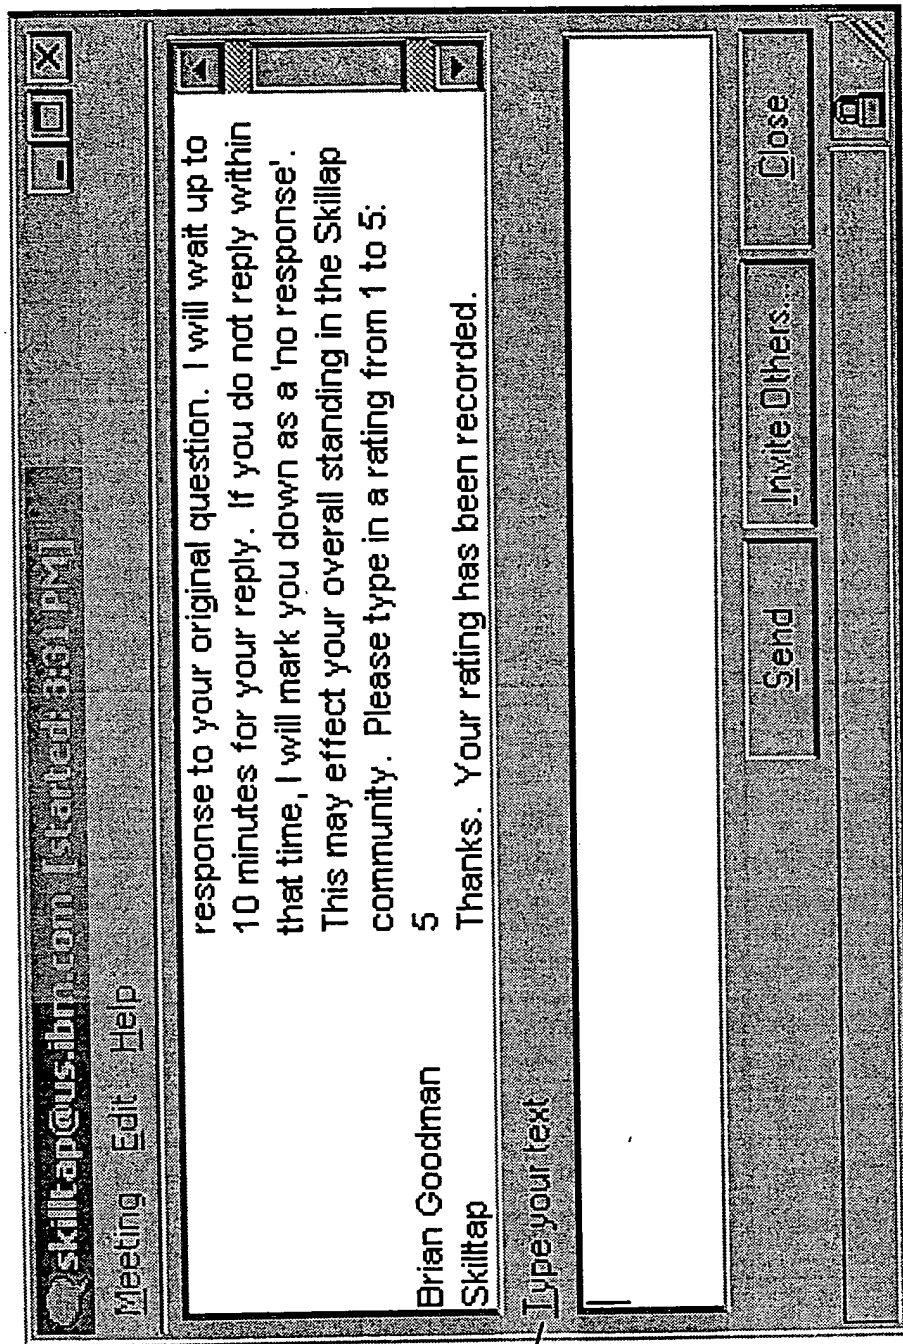 skilltap@us.ibm.com [started: 8:31 PM]
Meeting Edit Help
response to your original question. I will wait up to
10 minutes for your reply. If you do not reply within
that time, I will mark you down as a 'no response'.
This may effect your overall standing in the Skillap
community. Please type in a rating from 1 to 5:
Brian Goodman 5
Skilltap Thanks. Your rating has been recorded.
Type your text
Send Invite Others... Close